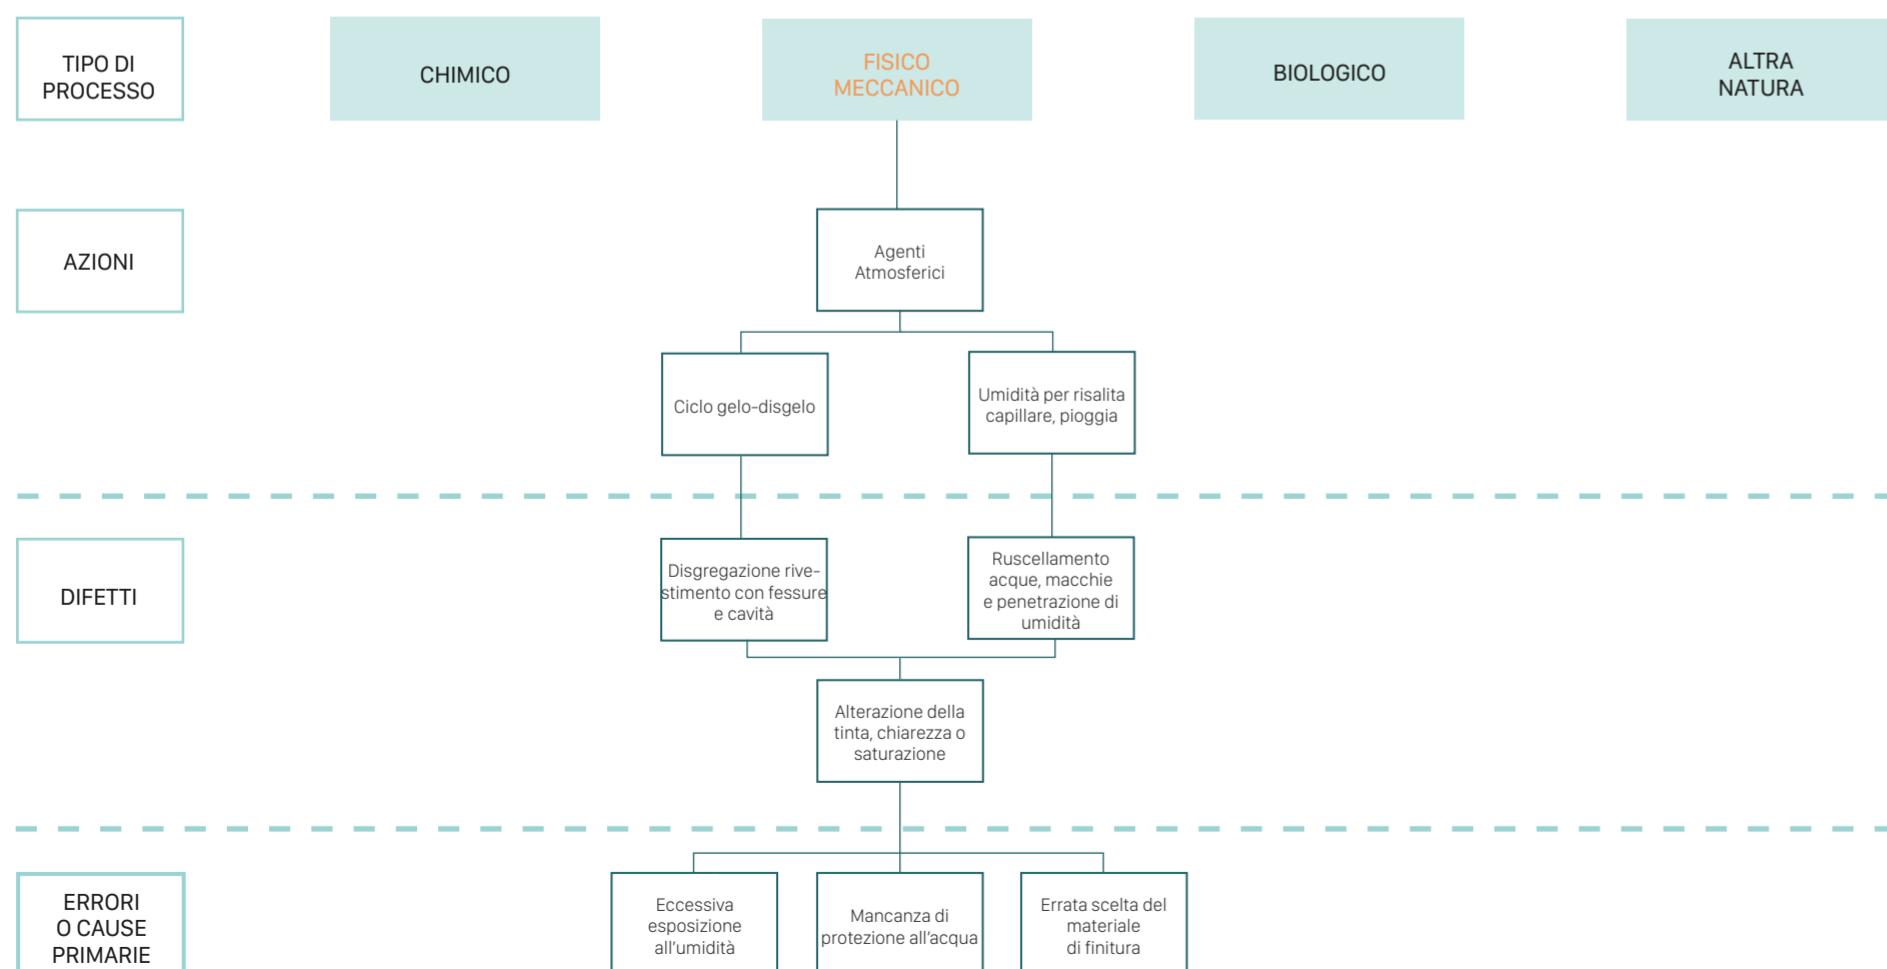 TIPO DI
PROCESSO
CHIMICO
FISICO
MECCANICO
BIOLOGICO
ALTRA
NATURA
AZIONI
Agenti
Atmosferici
Ciclo gelo-disgelo
Umidità per risalita
capillare, pioggia
DIFETTI
Disgregazione rive-
stimento con fessure
e cavità
Ruscellamento
acque, macchie
e penetrazione di
umidità
Alterazione della
tinta, chiarezza o
saturazione
ERRORI
O CAUSE
PRIMARIE
Eccessiva
esposizione
all'umidità
Mancanza di
protezione all'acqua
Errata scelta del
materiale
di finitura